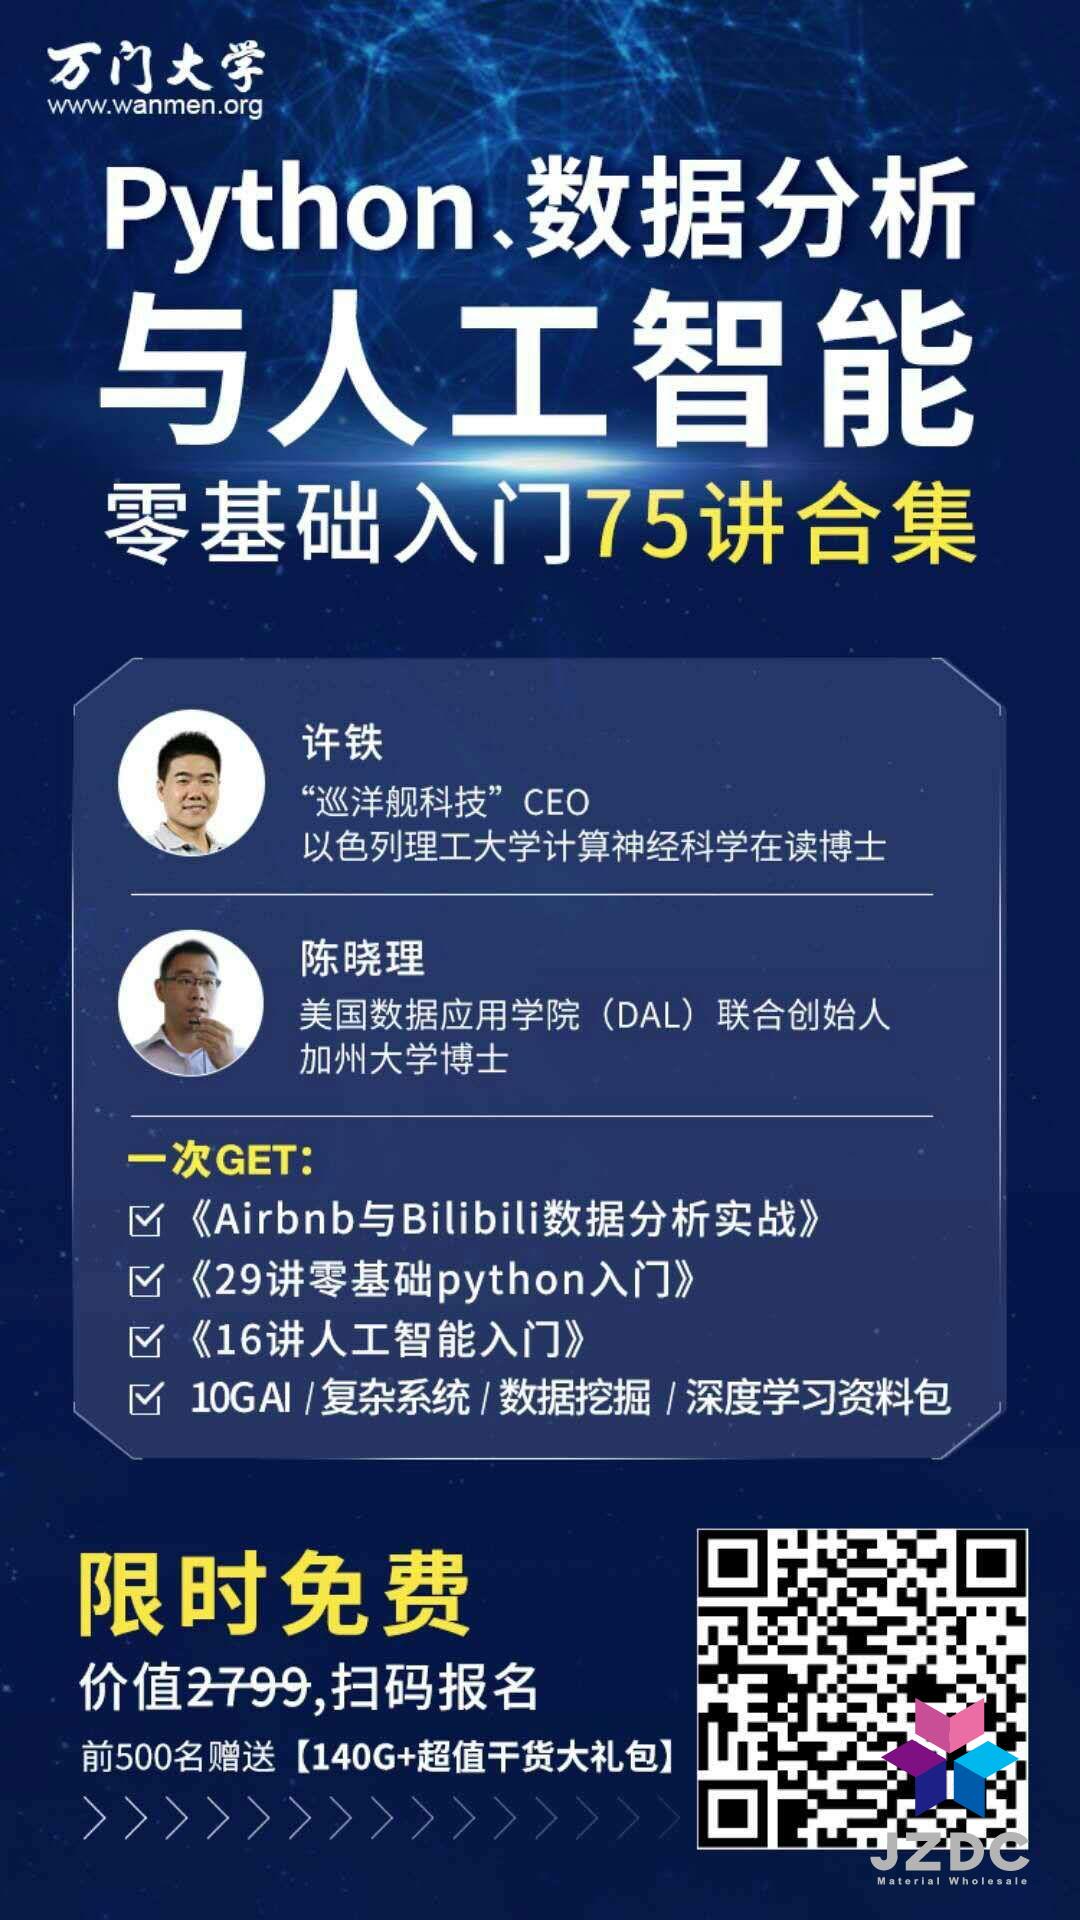 万门大学
www.wanmen.org
Python、数据分析
与人工智能
零基础入门75讲合集
许铁
“巡洋舰科技”CEO
以色列理工大学计算神经科学在读博士
陈晓理
美国数据应用学院（DAL）联合创始人
加州大学博士
一次GET：
《Airbnb与Bilibili数据分析实战》
《29讲零基础python入门》
《16讲人工智能入门》
10G AI / 复杂系统 / 数据挖掘 / 深度学习资料包
限时免费
价值2799,扫码报名
前500名赠送【140G+超值干货大礼包】
JZDC
Material Wholesale